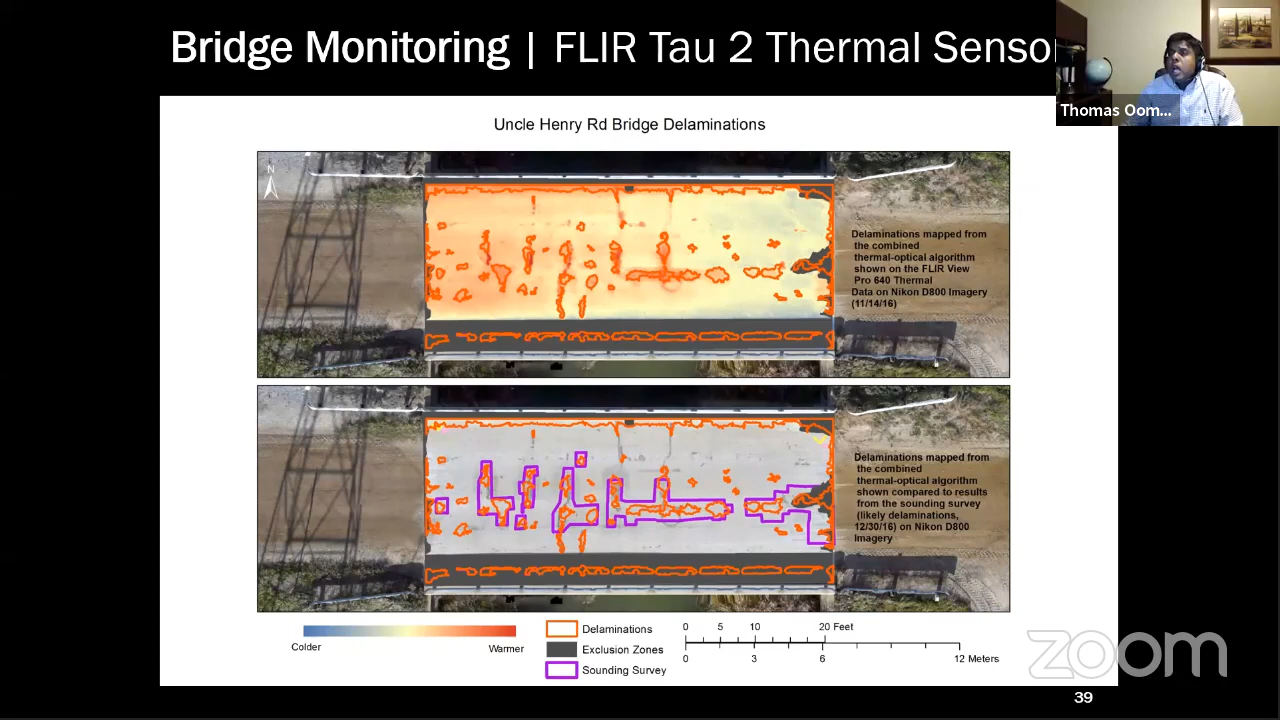 Bridge Monitoring | FLIR Tau 2 Thermal Senso
Thomas Oom...
Uncle Henry Rd Bridge Delaminations
N
Delaminations mapped from
the combined
thermal-optical algorithm
shown on the FLIR View
Pro 640 Thermal
Data on Nikon D800 Imagery
(11/14/16)
Delaminations mapped from
the combined
thermal-optical algorithm
shown compared to results
from the sounding survey
(likely delaminations,
12/30/16) on Nikon D800
Imagery
Colder Warmer
Delaminations
Exclusion Zones
Sounding Survey
0 5 10 20 Feet
0 3 6 12 Meters
zoom
39